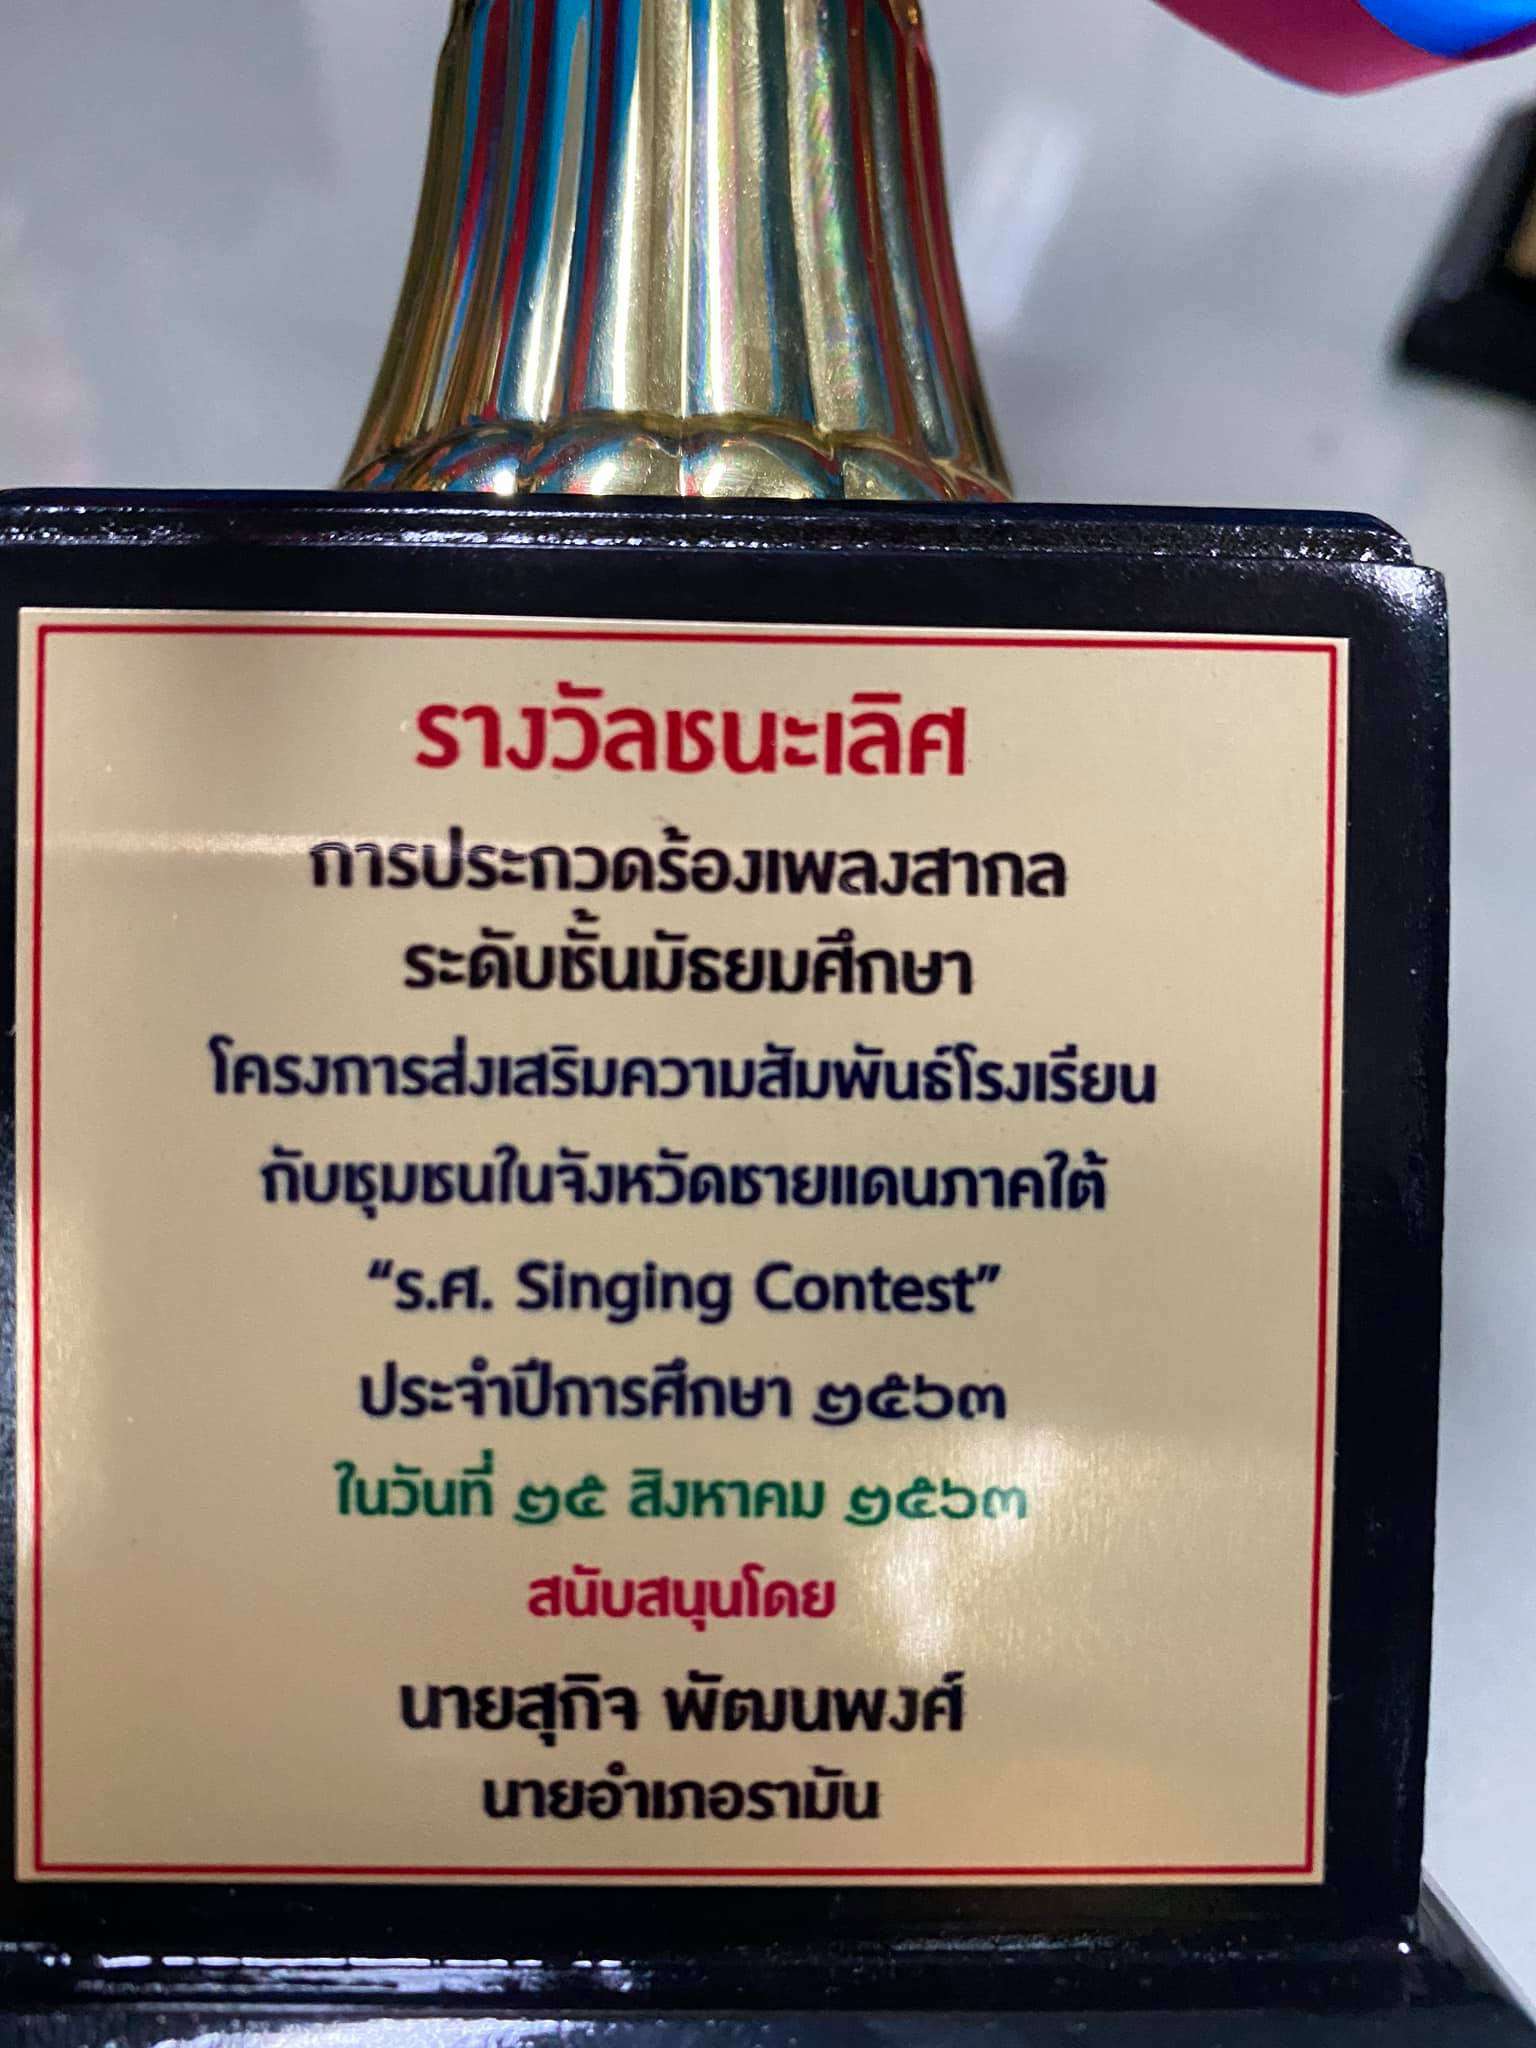 รางวัลชนะเลิศ
การประกวดร้องเพลงสากล
ระดับชั้นมัธยมศึกษา
โครงการส่งเสริมความสัมพันธ์โรงเรียน
กับชุมชนในจังหวัดชายแดนภาคใต้
“ร.ศ. Singing Contest”
ประจำปีการศึกษา ๒๕๖๓
ในวันที่ ๒๕ สิงหาคม ๒๕๖๓
สนับสนุนโดย
นายสุกิจ พัฒนพงศ์
นายอำเภอรามัน